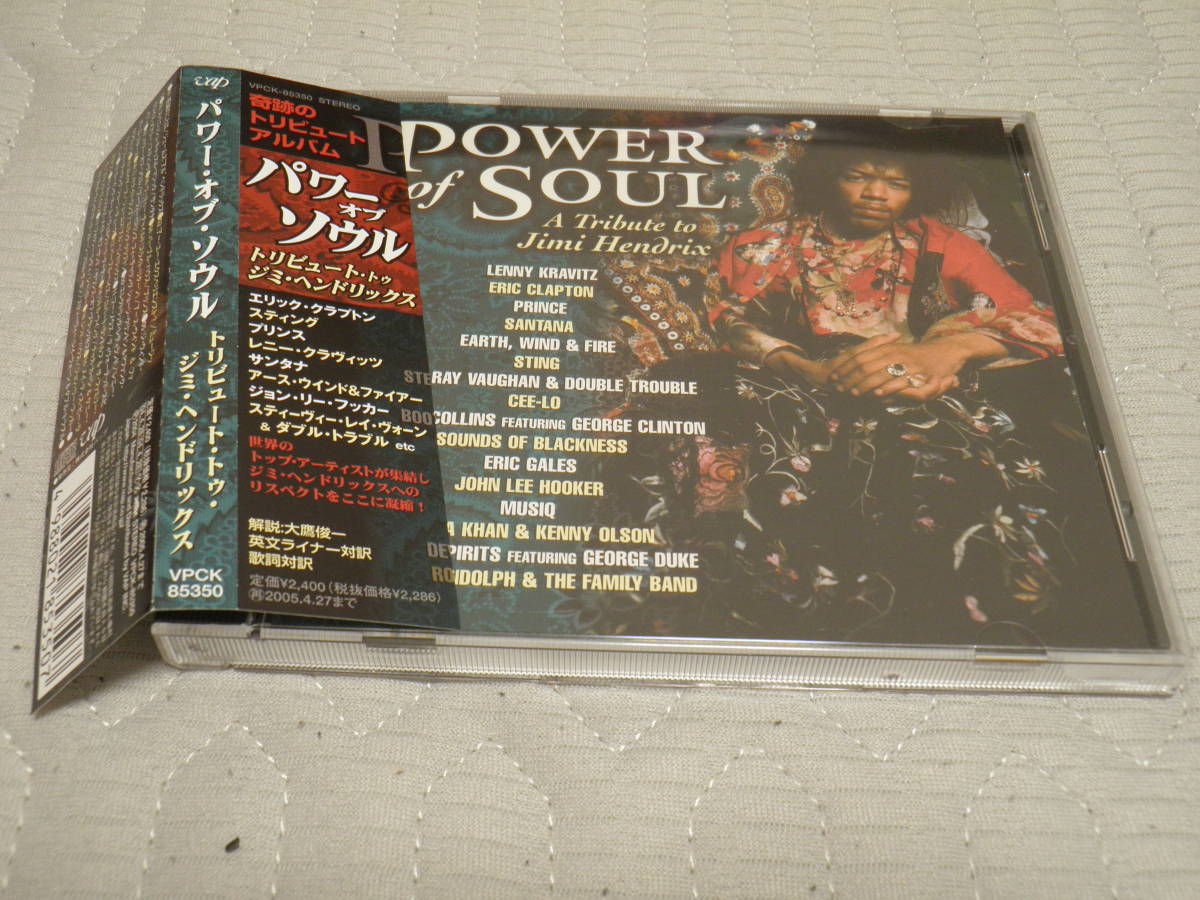 vap
パワー・オブ・ソウル
トリビュート・トゥ・
ジミ・ヘンドリックス
VPCK
85350
VPCK-85350 STEREO
奇跡の
トリビュート
アルバム
パワー
オブ
ソウル
トリビュート・トゥ
ジミ・ヘンドリックス
エリック・クラプトン
スティング
プリンス
レニー・クラヴィッツ
サンタナ
アース・ウインド&ファイアー
ジョン・リー・フッカー
スティーヴィー・レイ・ヴォーン
& ダブル・トラブル etc
世界の
トップ・アーティストが集結し
ジミ・ヘンドリックスへの
リスペクトをここに凝縮!
解説:大鷹俊一
英文ライナー対訳
歌詞対訳
定価¥2,400(税抜価格¥2,286)
再2005.4.27まで
POWER
of SOUL
A Tribute to
Jimi Hendrix
LENNY KRAVITZ
ERIC CLAPTON
PRINCE
SANTANA
EARTH, WIND & FIRE
STING
RAY VAUGHAN & DOUBLE TROUBLE
CEE-LO
COLLINS FEATURING GEORGE CLINTON
SOUNDS OF BLACKNESS
ERIC GALES
JOHN LEE HOOKER
MUSIQ
A KHAN & KENNY OLSON
DEPIRITS FEATURING GEORGE DUKE
RANDOLPH & THE FAMILY BAND
vap